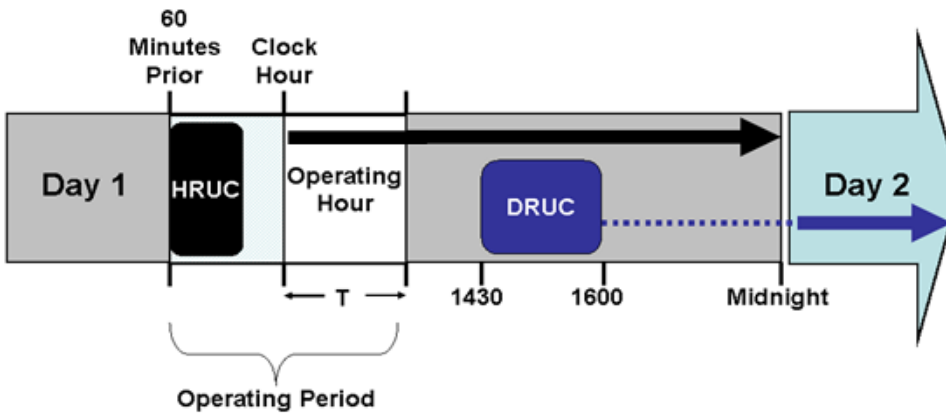 60
Minutes
Prior
Clock
Hour
Day 1
HRUC
Operating
Hour
DRUC
Day 2
T
1430
1600
Midnight
Operating Period